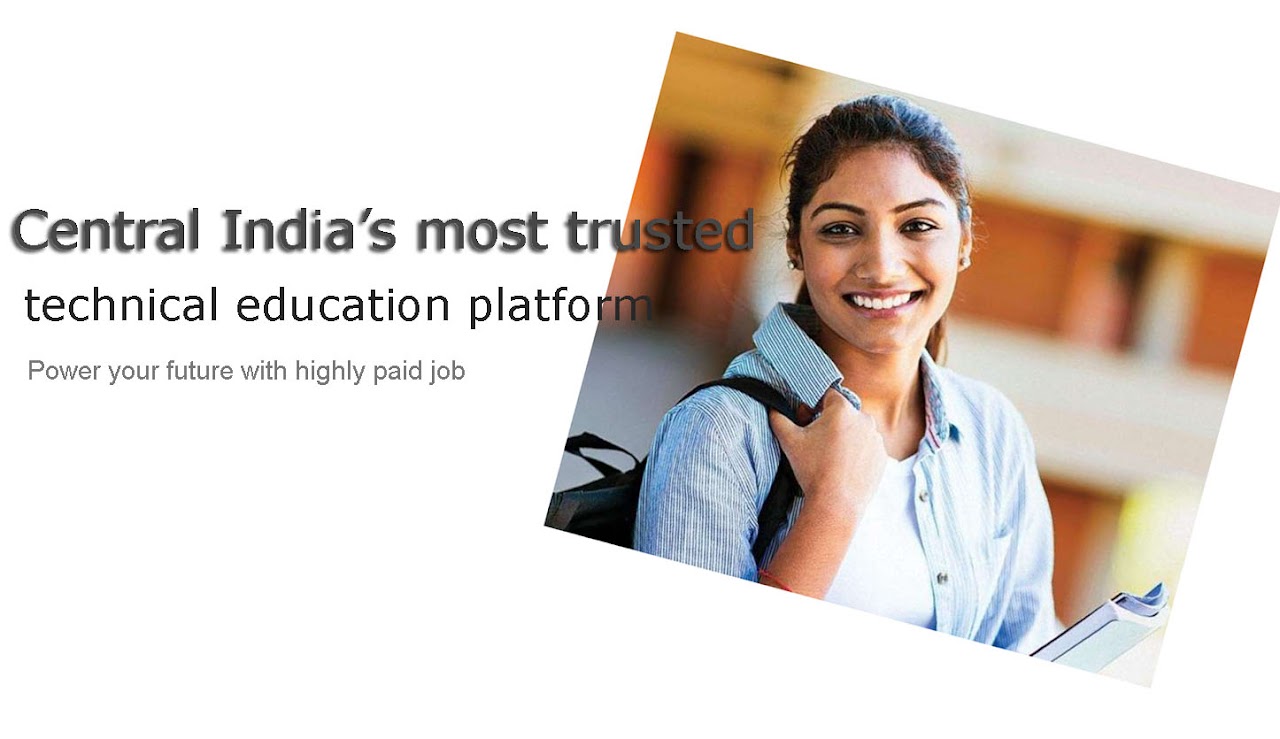 Central India’s most trusted
technical education platform
Power your future with highly paid job